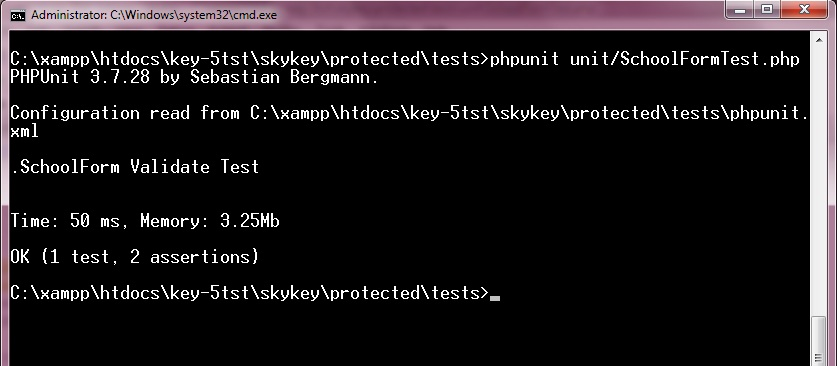 Administrator: C:\Windows\system32\cmd.exe
C:\xampp\htdocs\key-5tst\skykey\protected\tests>phpunit unit/SchoolFormTest.php
PHPUnit 3.7.28 by Sebastian Bergmann.
Configuration read from C:\xampp\htdocs\key-5tst\skykey\protected\tests\phpunit.
xml
.SchoolForm Validate Test
Time: 50 ms, Memory: 3.25Mb
OK (1 test, 2 assertions)
C:\xampp\htdocs\key-5tst\skykey\protected\tests>